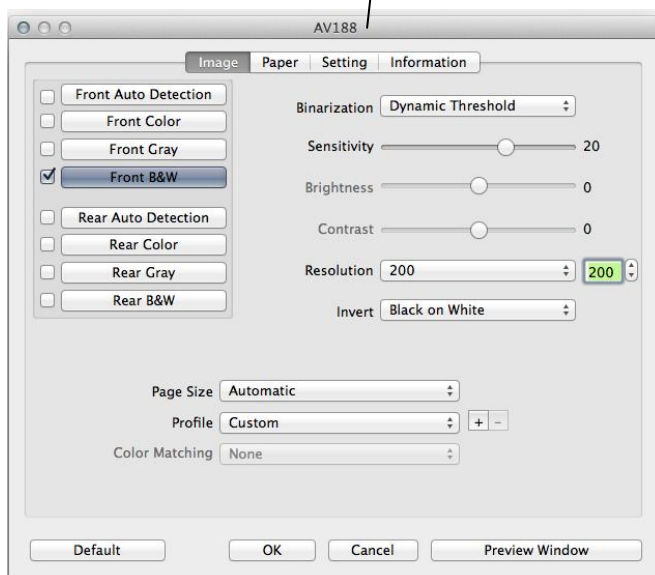 AV188
Image Paper Setting Information
Front Auto Detection
Front Color
Front Gray
Front B&W
Rear Auto Detection
Rear Color
Rear Gray
Rear B&W
Binarization Dynamic Threshold
Sensitivity 20
Brightness 0
Contrast 0
Resolution 200 200
Invert Black on White
Page Size Automatic
Profile Custom + -
Color Matching None
Default OK Cancel Preview Window